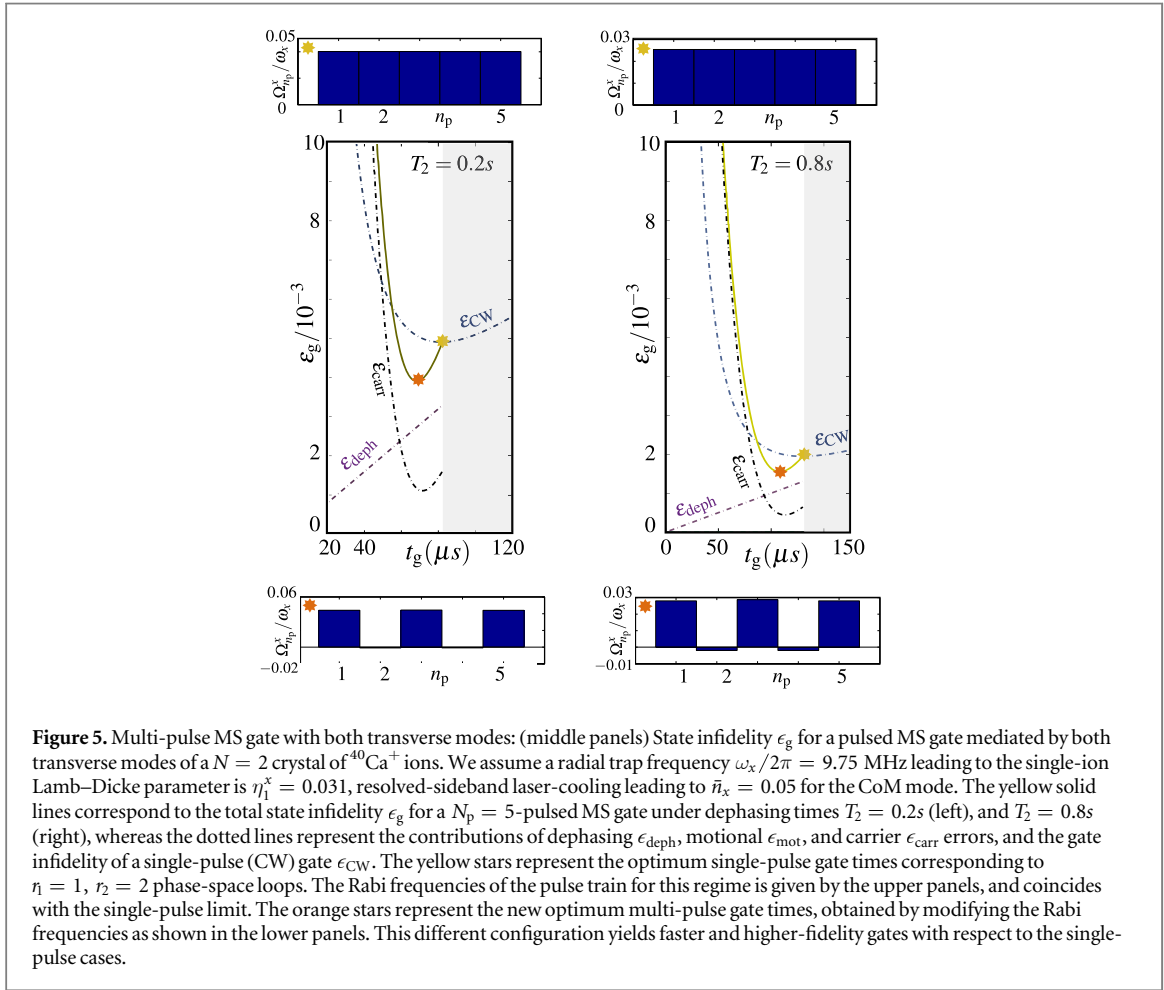 0.05
0.03
Ω^x_{n_p}/ω_x
Ω^x_{n_p}/ω_x
0
0
1 2 n_p 5
1 2 n_p 5
10
10
T_2 = 0.2s
T_2 = 0.8s
8
8
ε_g/10^{-3}
ε_g/10^{-3}
ε_CW
ε_carr
ε_CW
2
2
ε_deph
ε_carr
ε_deph
0
0
20 40 t_g(μs) 120
0 50 t_g(μs) 150
0.06
0.03
Ω^x_{n_p}/ω_x
Ω^x_{n_p}/ω_x
−0.02
−0.01
1 2 n_p 5
1 2 n_p 5
Figure 5. Multi-pulse MS gate with both transverse modes: (middle panels) State infidelity ϵ_g for a pulsed MS gate mediated by both
transverse modes of a N = 2 crystal of ^{40}Ca^+ ions. We assume a radial trap frequency ω_x/2π = 9.75 MHz leading to the single-ion
Lamb–Dicke parameter is η_1^x = 0.031, resolved-sideband laser-cooling leading to n̄_x = 0.05 for the CoM mode. The yellow solid
lines correspond to the total state infidelity ϵ_g for a N_p = 5-pulsed MS gate under dephasing times T_2 = 0.2s (left), and T_2 = 0.8s
(right), whereas the dotted lines represent the contributions of dephasing ϵ_deph, motional ϵ_mot, and carrier ϵ_carr errors, and the gate
infidelity of a single-pulse (CW) gate ϵ_CW. The yellow stars represent the optimum single-pulse gate times corresponding to
r_1 = 1, r_2 = 2 phase-space loops. The Rabi frequencies of the pulse train for this regime is given by the upper panels, and coincides
with the single-pulse limit. The orange stars represent the new optimum multi-pulse gate times, obtained by modifying the Rabi
frequencies as shown in the lower panels. This different configuration yields faster and higher-fidelity gates with respect to the single-
pulse cases.